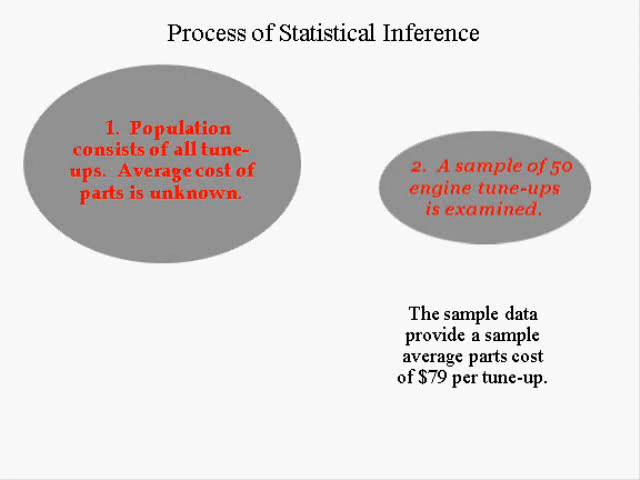 Process of Statistical Inference
1. Population
consists of all tune-
ups. Average cost of
parts is unknown.
2. A sample of 50
engine tune-ups
is examined.
The sample data
provide a sample
average parts cost
of $79 per tune-up.